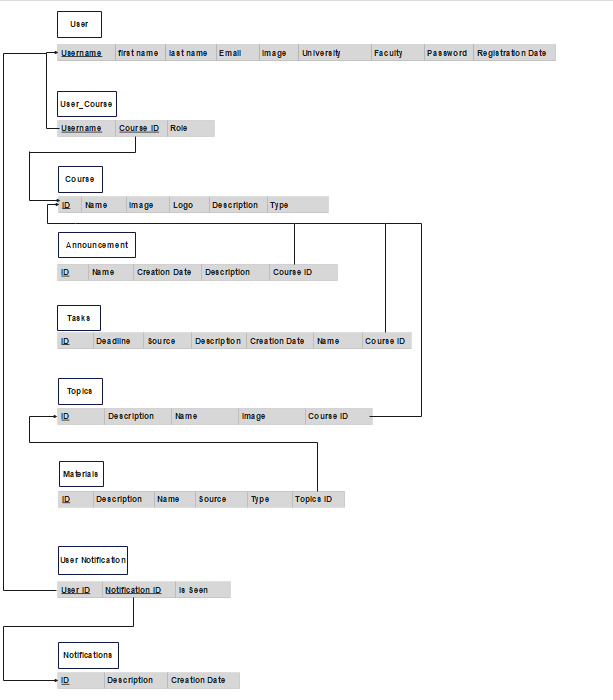 User
Username first name last name Email Image University Faculty Password Registration Date
User_Course
Username Course ID Role
Course
ID Name Image Logo Description Type
Announcement
ID Name Creation Date Description Course ID
Tasks
ID Deadline Source Description Creation Date Name Course ID
Topics
ID Description Name Image Course ID
Materials
ID Description Name Source Type Topics ID
User Notification
User ID Notification ID Is Seen
Notifications
ID Description Creation Date